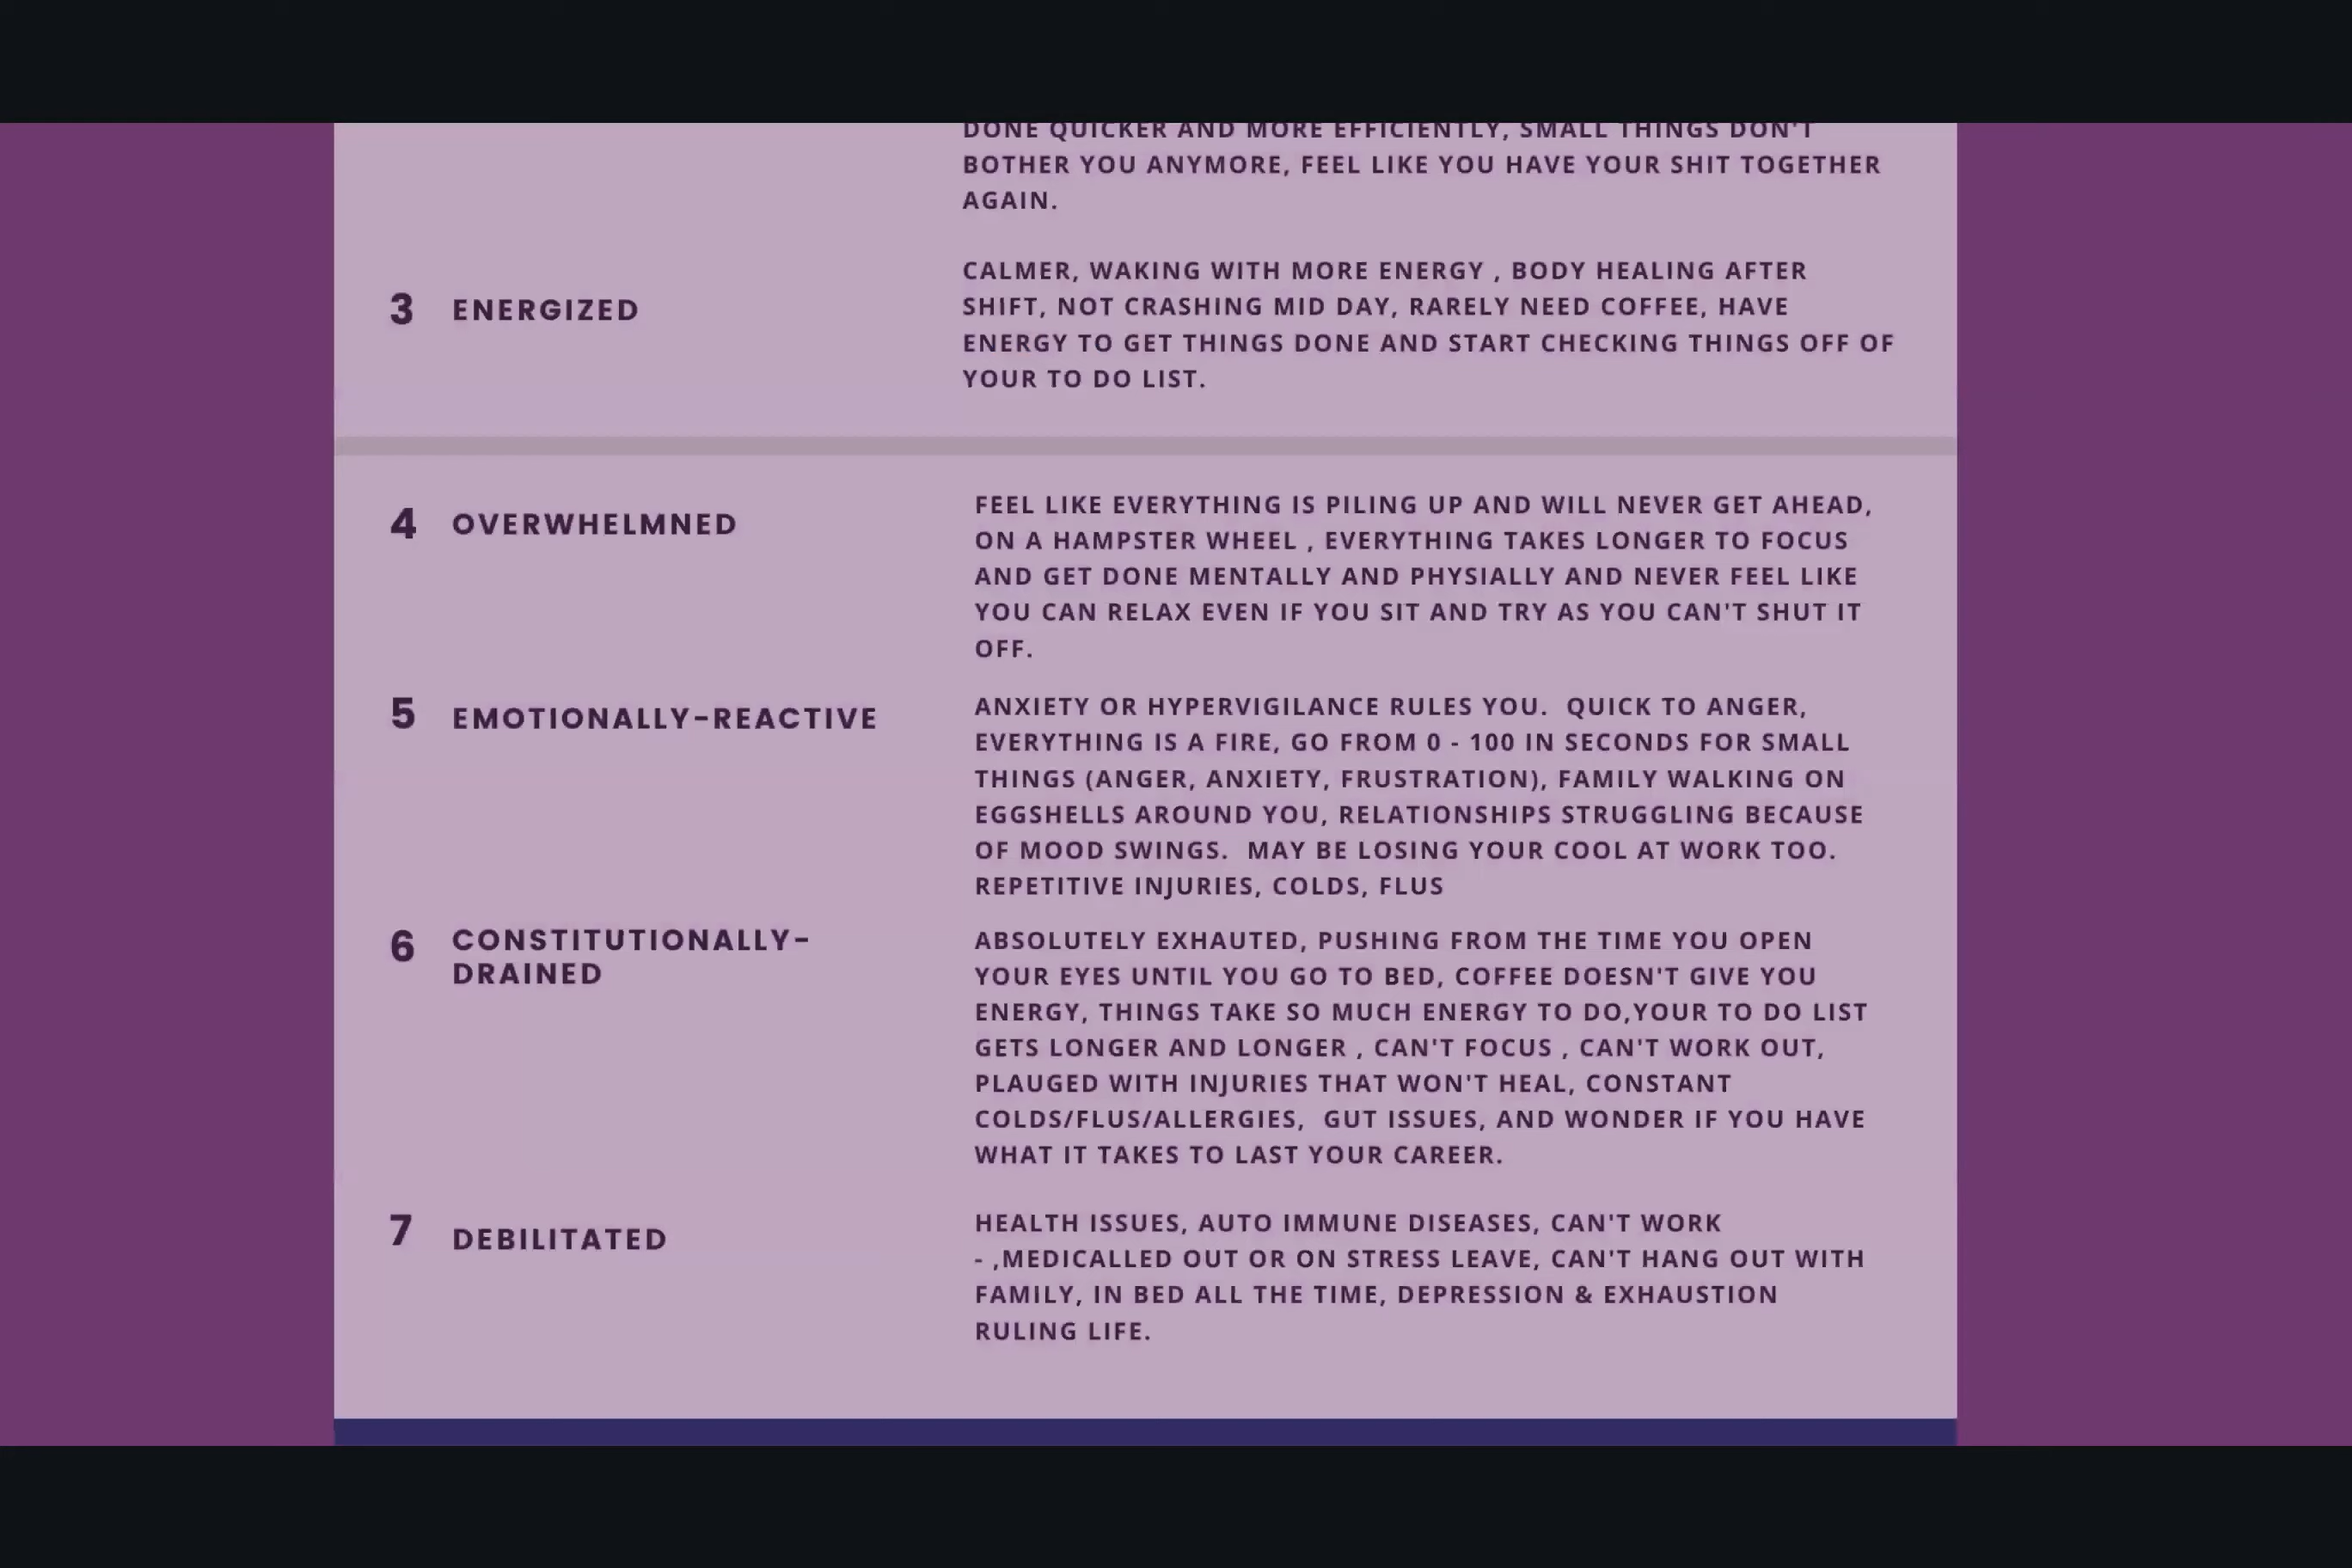 DONE QUICKER AND MORE EFFICIENTLY, SMALL THINGS DON'T
BOTHER YOU ANYMORE, FEEL LIKE YOU HAVE YOUR SHIT TOGETHER
AGAIN.
3 ENERGIZED
CALMER, WAKING WITH MORE ENERGY , BODY HEALING AFTER
SHIFT, NOT CRASHING MID DAY, RARELY NEED COFFEE, HAVE
ENERGY TO GET THINGS DONE AND START CHECKING THINGS OFF OF
YOUR TO DO LIST.
4 OVERWHELMNED
FEEL LIKE EVERYTHING IS PILING UP AND WILL NEVER GET AHEAD,
ON A HAMPSTER WHEEL , EVERYTHING TAKES LONGER TO FOCUS
AND GET DONE MENTALLY AND PHYSIALLY AND NEVER FEEL LIKE
YOU CAN RELAX EVEN IF YOU SIT AND TRY AS YOU CAN'T SHUT IT
OFF.
5 EMOTIONALLY-REACTIVE
ANXIETY OR HYPERVIGILANCE RULES YOU.  QUICK TO ANGER,
EVERYTHING IS A FIRE, GO FROM 0 - 100 IN SECONDS FOR SMALL
THINGS (ANGER, ANXIETY, FRUSTRATION), FAMILY WALKING ON
EGGSHELLS AROUND YOU, RELATIONSHIPS STRUGGLING BECAUSE
OF MOOD SWINGS.  MAY BE LOSING YOUR COOL AT WORK TOO.
REPETITIVE INJURIES, COLDS, FLUS
6 CONSTITUTIONALLY-
DRAINED
ABSOLUTELY EXHAUTED, PUSHING FROM THE TIME YOU OPEN
YOUR EYES UNTIL YOU GO TO BED, COFFEE DOESN'T GIVE YOU
ENERGY, THINGS TAKE SO MUCH ENERGY TO DO,YOUR TO DO LIST
GETS LONGER AND LONGER , CAN'T FOCUS , CAN'T WORK OUT,
PLAUGED WITH INJURIES THAT WON'T HEAL, CONSTANT
COLDS/FLUS/ALLERGIES,  GUT ISSUES, AND WONDER IF YOU HAVE
WHAT IT TAKES TO LAST YOUR CAREER.
7 DEBILITATED
HEALTH ISSUES, AUTO IMMUNE DISEASES, CAN'T WORK
- ,MEDICALLED OUT OR ON STRESS LEAVE, CAN'T HANG OUT WITH
FAMILY, IN BED ALL THE TIME, DEPRESSION & EXHAUSTION
RULING LIFE.